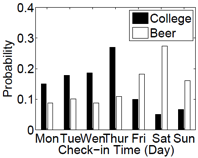 0.4
College
Beer
0.3
0.2
0.1
0
Probability
Mon Tue Wen Thur Fri Sat Sun
Check-in Time (Day)